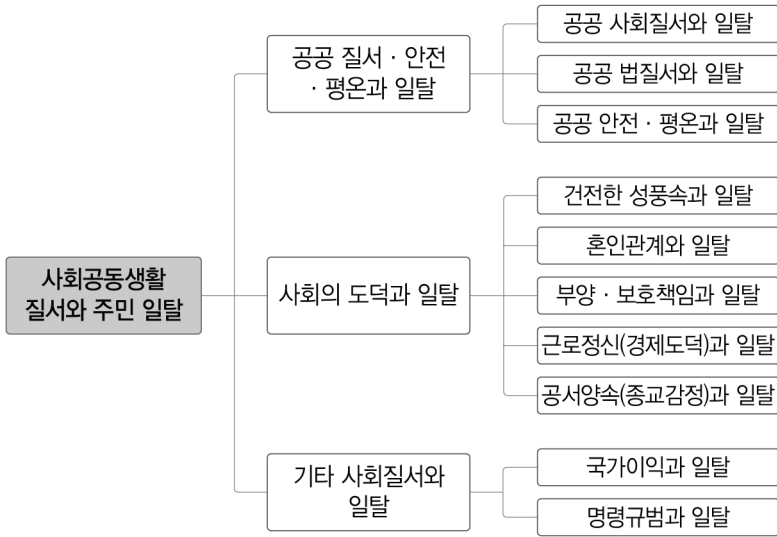 사회공동생활
질서와 주민 일탈
공공 질서 · 안전
· 평온과 일탈
공공 사회질서와 일탈
공공 법질서와 일탈
공공 안전 · 평온과 일탈
사회의 도덕과 일탈
건전한 성풍속과 일탈
혼인관계와 일탈
부양 · 보호책임과 일탈
근로정신(경제도덕)과 일탈
공서양속(종교감정)과 일탈
기타 사회질서와
일탈
국가이익과 일탈
명령규범과 일탈